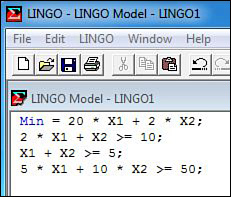 LINGO - LINGO Model - LINGO1
File Edit LINGO Window Help
LINGO Model - LINGO1
Min = 20 * X1 + 2 * X2;
2 * X1 + X2 >= 10;
X1 + X2 >= 5;
5 * X1 + 10 * X2 >= 50;